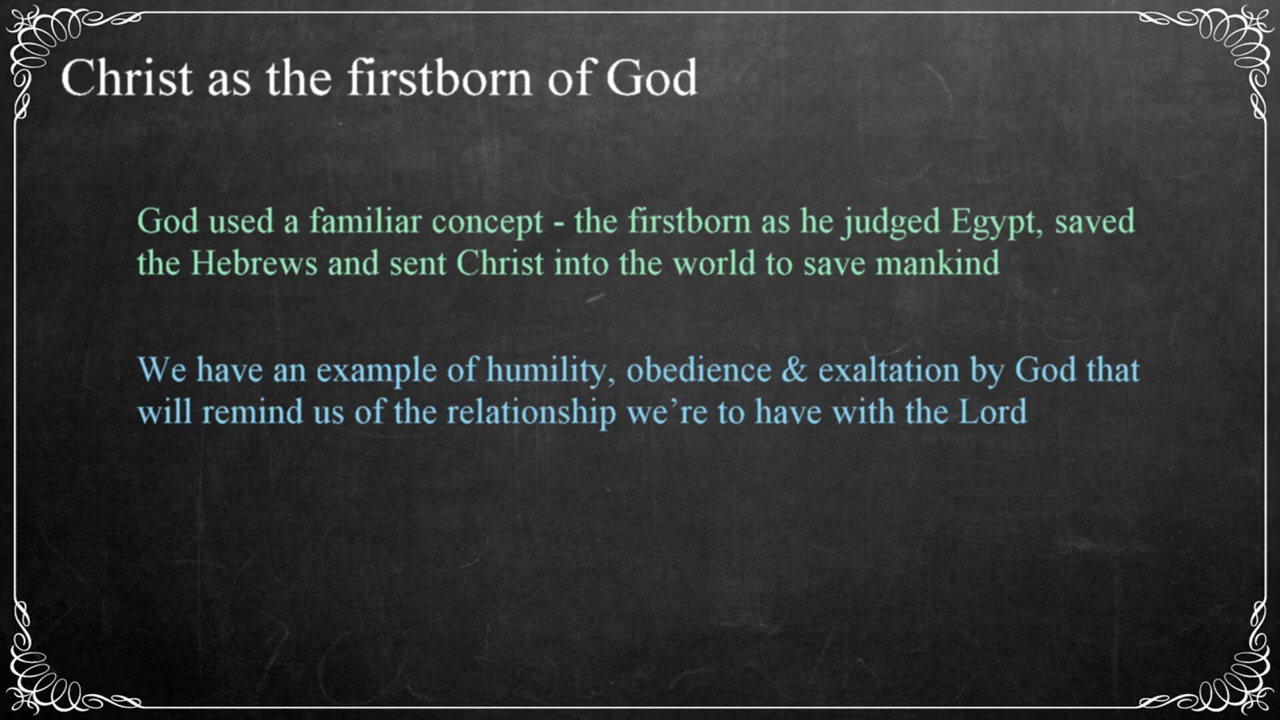 Christ as the firstborn of God
God used a familiar concept - the firstborn as he judged Egypt, saved
the Hebrews and sent Christ into the world to save mankind
We have an example of humility, obedience & exaltation by God that
will remind us of the relationship we’re to have with the Lord